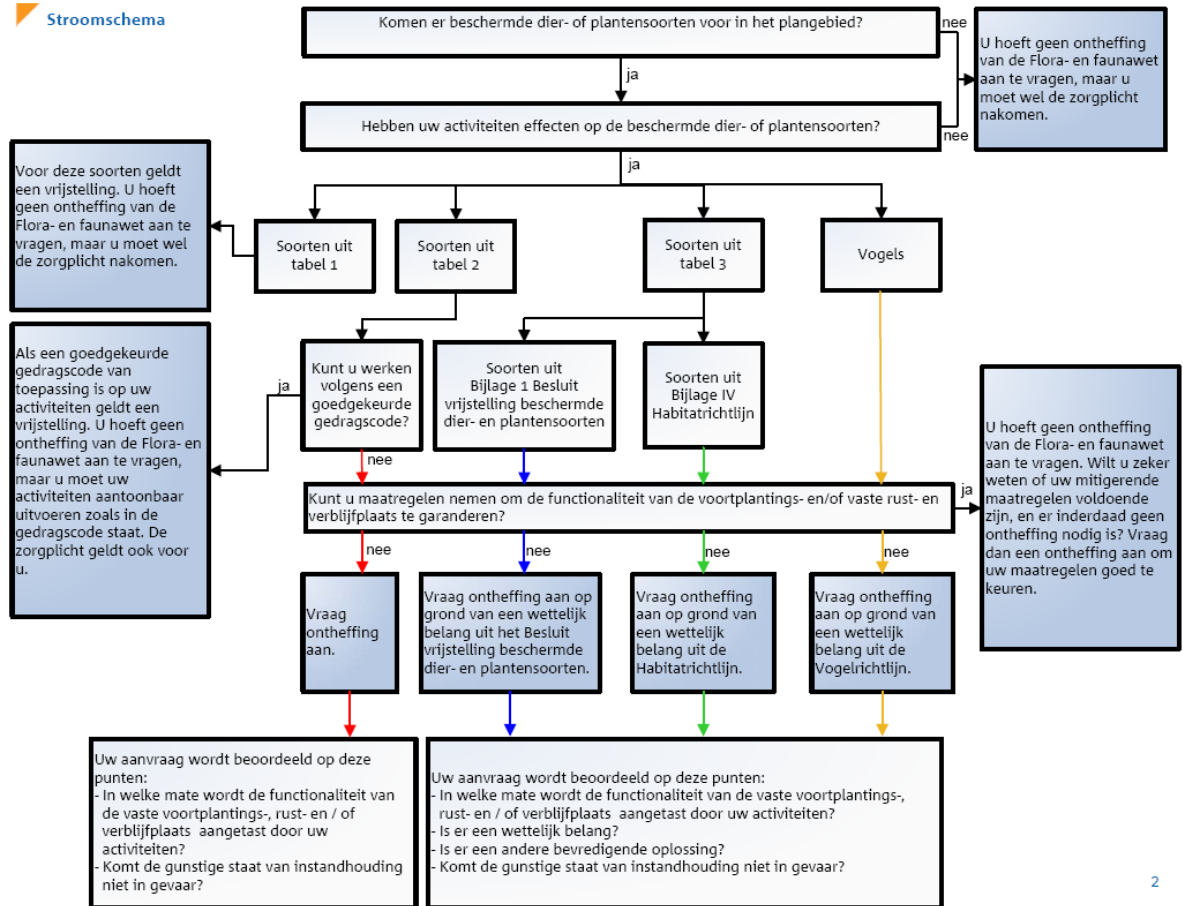 Stroomschema
Komen er beschermde dier- of plantensoorten voor in het plangebied?
nee
U hoeft geen ontheffing
van de Flora- en faunawet
aan te vragen, maar u
moet wel de zorgplicht
nakomen.
ja
Hebben uw activiteiten effecten op de beschermde dier- of plantensoorten?
nee
ja
Voor deze soorten geldt
een vrijstelling. U hoeft
geen ontheffing van de
Flora- en faunawet aan te
vragen, maar u moet wel
de zorgplicht nakomen.
Soorten uit
tabel 1
Soorten uit
tabel 2
Soorten uit
tabel 3
Vogels
Als een goedgekeurde
gedragscode van
toepassing is op uw
activiteiten geldt een
vrijstelling. U hoeft geen
ontheffing van de Flora- en
faunawet aan te vragen,
maar u moet uw
activiteiten aantoonbaar
uitvoeren zoals in de
gedragscode staat. De
zorgplicht geldt ook voor
u.
ja
Kunt u werken
volgens een
goedgekeurde
gedragscode?
Soorten uit
Bijlage 1 Besluit
vrijstelling beschermde
dier- en plantensoorten
Soorten uit
Bijlage IV
Habitatrichtlijn
nee
Kunt u maatregelen nemen om de functionaliteit van de voortplantings- en/of vaste rust- en
verblijfplaats te garanderen?
ja
U hoeft geen ontheffing
van de Flora- en faunawet
aan te vragen. Wilt u zeker
weten of uw mitigerende
maatregelen voldoende
zijn, en er inderdaad geen
ontheffing nodig is? Vraag
dan een ontheffing aan om
uw maatregelen goed te
keuren.
nee
nee
nee
nee
Vraag
ontheffing
aan.
Vraag ontheffing aan op
grond van een wettelijk
belang uit het Besluit
vrijstelling beschermde
dier- en plantensoorten.
Vraag ontheffing
aan op grond van
een wettelijk
belang uit de
Habitatrichtlijn.
Vraag ontheffing
aan op grond van
een wettelijk
belang uit de
Vogelrichtlijn.
Uw aanvraag wordt beoordeeld op deze
punten:
- In welke mate wordt de functionaliteit van
de vaste voortplantings-, rust- en / of
verblijfplaats aangetast door uw
activiteiten?
- Komt de gunstige staat van instandhouding
niet in gevaar?
Uw aanvraag wordt beoordeeld op deze punten:
- In welke mate wordt de functionaliteit van de vaste voortplantings-,
rust- en / of verblijfplaats aangetast door uw activiteiten?
- Is er een wettelijk belang?
- Is er een andere bevredigende oplossing?
- Komt de gunstige staat van instandhouding niet in gevaar?
2